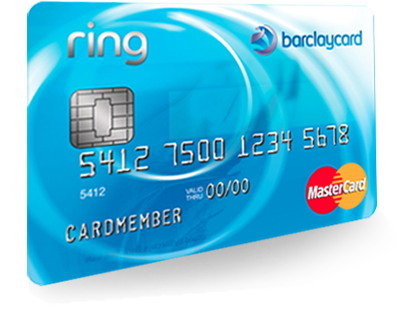 ring
barclaycard
5412 7500 1234 5678
5412
VALID THRU 00/00
CARDMEMBER
MasterCard